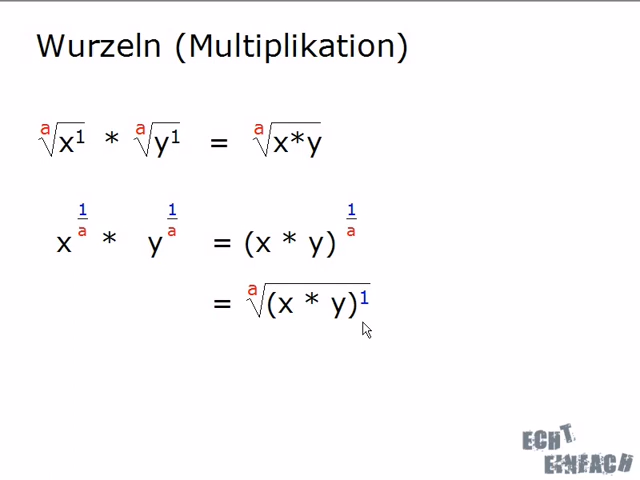 Wurzeln (Multiplikation)
ᵃ√x¹ * ᵃ√y¹ = ᵃ√x*y
x^(1/a) * y^(1/a) = (x * y)^(1/a)
= ᵃ√(x * y)¹
ECHT
EINFACH